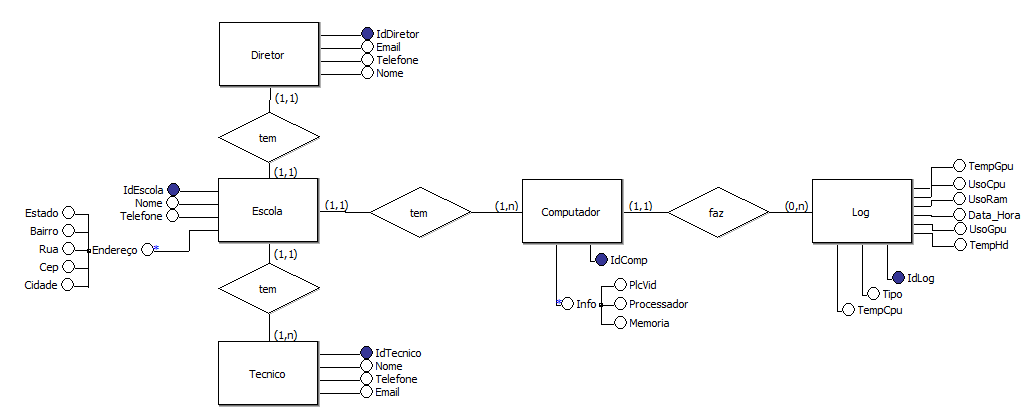 Diretor
IdDiretor
Email
Telefone
Nome
(1,1)
tem
(1,1)
IdEscola
Nome
Telefone
Escola
Estado
Bairro
Rua
Cep
Cidade
Endereço
*
(1,1)
tem
(1,n)
Computador
(1,1)
faz
(0,n)
Log
TempGpu
UsoCpu
UsoRam
Data_Hora
UsoGpu
TempHd
IdLog
Tipo
TempCpu
IdComp
*
Info
PlcVid
Processador
Memoria
(1,1)
tem
(1,n)
Tecnico
IdTecnico
Nome
Telefone
Email